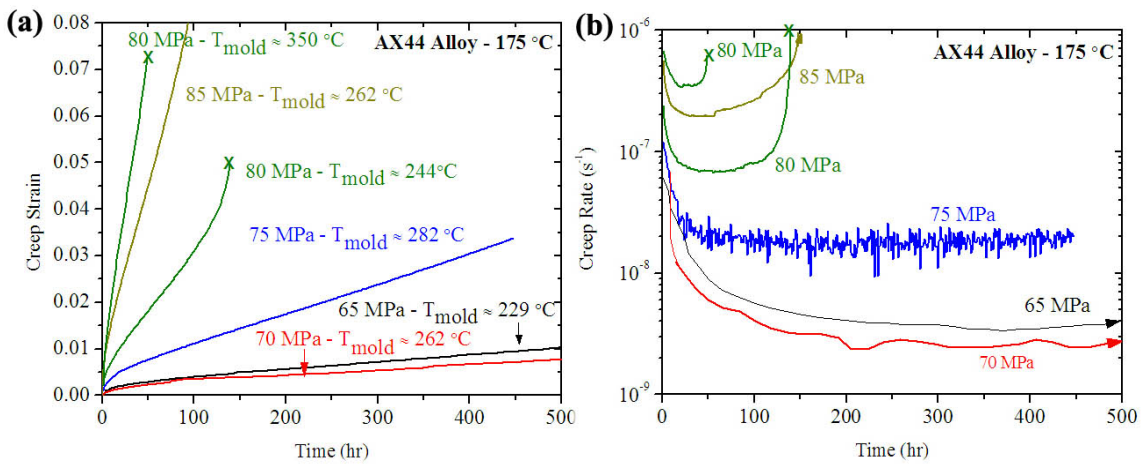 (a)
0.08
0.07
0.06
0.05
0.04
0.03
0.02
0.01
0.00
Creep Strain
80 MPa - Tmold ≈ 350 °C
AX44 Alloy - 175 °C
85 MPa - Tmold ≈ 262 °C
X
X
80 MPa - Tmold ≈ 244°C
75 MPa - Tmold ≈ 282 °C
65 MPa - Tmold ≈ 229 °C
70 MPa - Tmold ≈ 262 °C
0 100 200 300 400 500
Time (hr)
(b)
10-6
10-7
10-8
10-9
Creep Rate (s-1)
X
X
80 MPa
AX44 Alloy - 175 °C
85 MPa
80 MPa
75 MPa
65 MPa
70 MPa
0 100 200 300 400 500
Time (hr)